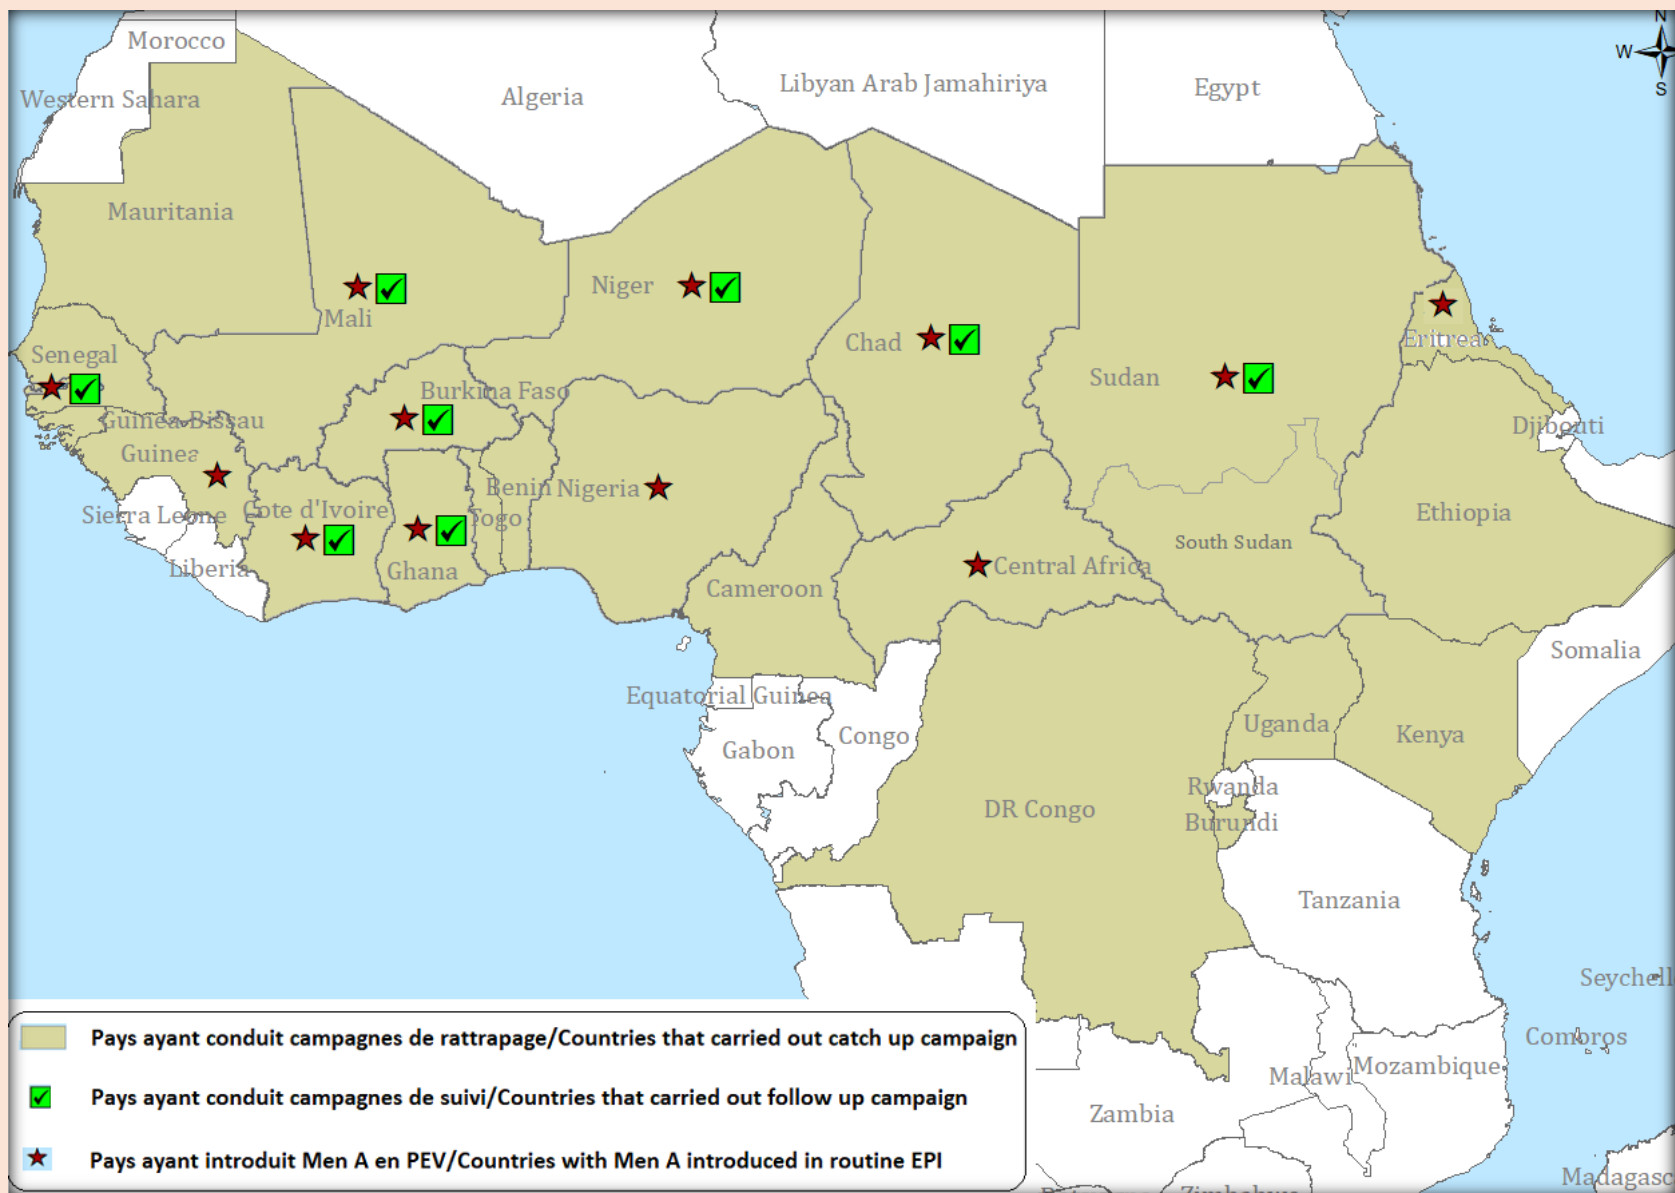 N
W
S
Morocco
Western Sahara
Algeria
Libyan Arab Jamahiriya
Egypt
Mauritania
Mali
Niger
Chad
Sudan
Eritrea
Senegal
Burkina Faso
Guinea-Bissau
Guinea
Djibouti
Sierra Leone
Cote d'Ivoire
Benin
Nigeria
Togo
Ethiopia
South Sudan
Liberia
Ghana
Central Africa
Cameroon
Somalia
Equatorial Guinea
Gabon
Congo
Uganda
Kenya
Rwanda
DR Congo
Burundi
Tanzania
Seychell
Comoros
Mozambique
Malawi
Zambia
Madagasc
Zimbabwe
Pays ayant conduit campagnes de rattrapage/Countries that carried out catch up campaign
Pays ayant conduit campagnes de suivi/Countries that carried out follow up campaign
Pays ayant introduit Men A en PEV/Countries with Men A introduced in routine EPI